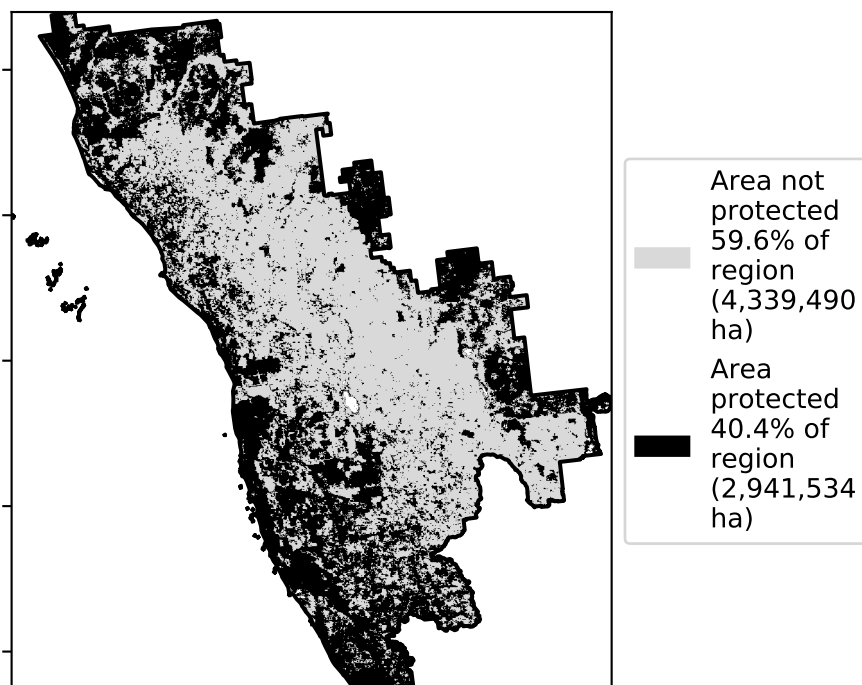 Area not
protected
59.6% of
region
(4,339,490
ha)
Area
protected
40.4% of
region
(2,941,534
ha)